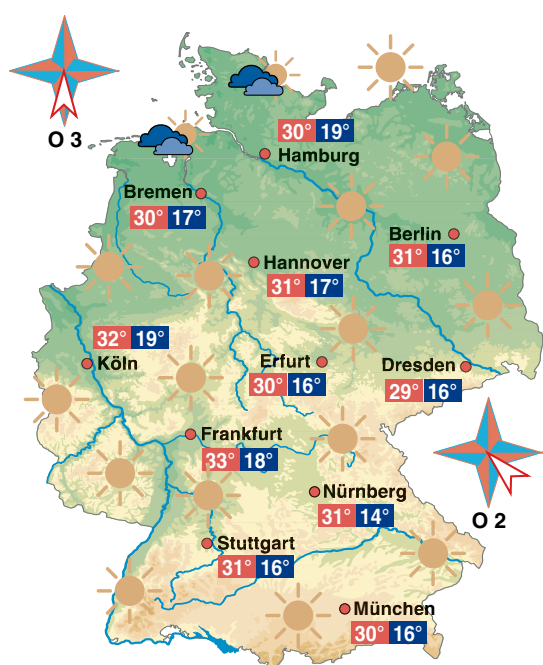 O 3
30° 19°
Hamburg
Bremen
30° 17°
Berlin
31° 16°
Hannover
31° 17°
32° 19°
Köln
Erfurt
30° 16°
Dresden
29° 16°
Frankfurt
33° 18°
Nürnberg
31° 14°
O 2
Stuttgart
31° 16°
München
30° 16°